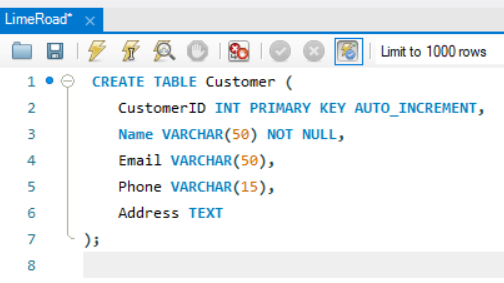 LimeRoad*
Limit to 1000 rows
1 CREATE TABLE Customer (
2 CustomerID INT PRIMARY KEY AUTO_INCREMENT,
3 Name VARCHAR(50) NOT NULL,
4 Email VARCHAR(50),
5 Phone VARCHAR(15),
6 Address TEXT
7 );
8